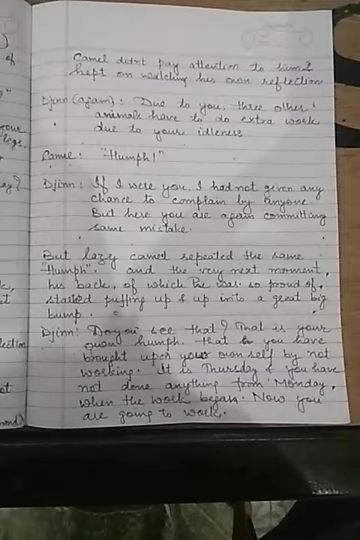 Camel didn't pay attention to him &
kept on watching his own reflection
Djinn (again): Due to you, three other
animals have to do extra work
due to your idleness
Camel: "Humph!"
Djinn: If I were you, I had not given any
chance to complain by anyone.
But here you are again committing
same mistake.
But lazy camel repeated the same
"Humph". and the very next moment,
his back, of which he was so proud of,
started puffing up & up into a great big
bump.
Djinn: Do you see that? That is your
own humph. that you have
brought upon your own self by not
working. It is Thursday & you have
not done anything from Monday,
when the work began. Now you
are going to work.